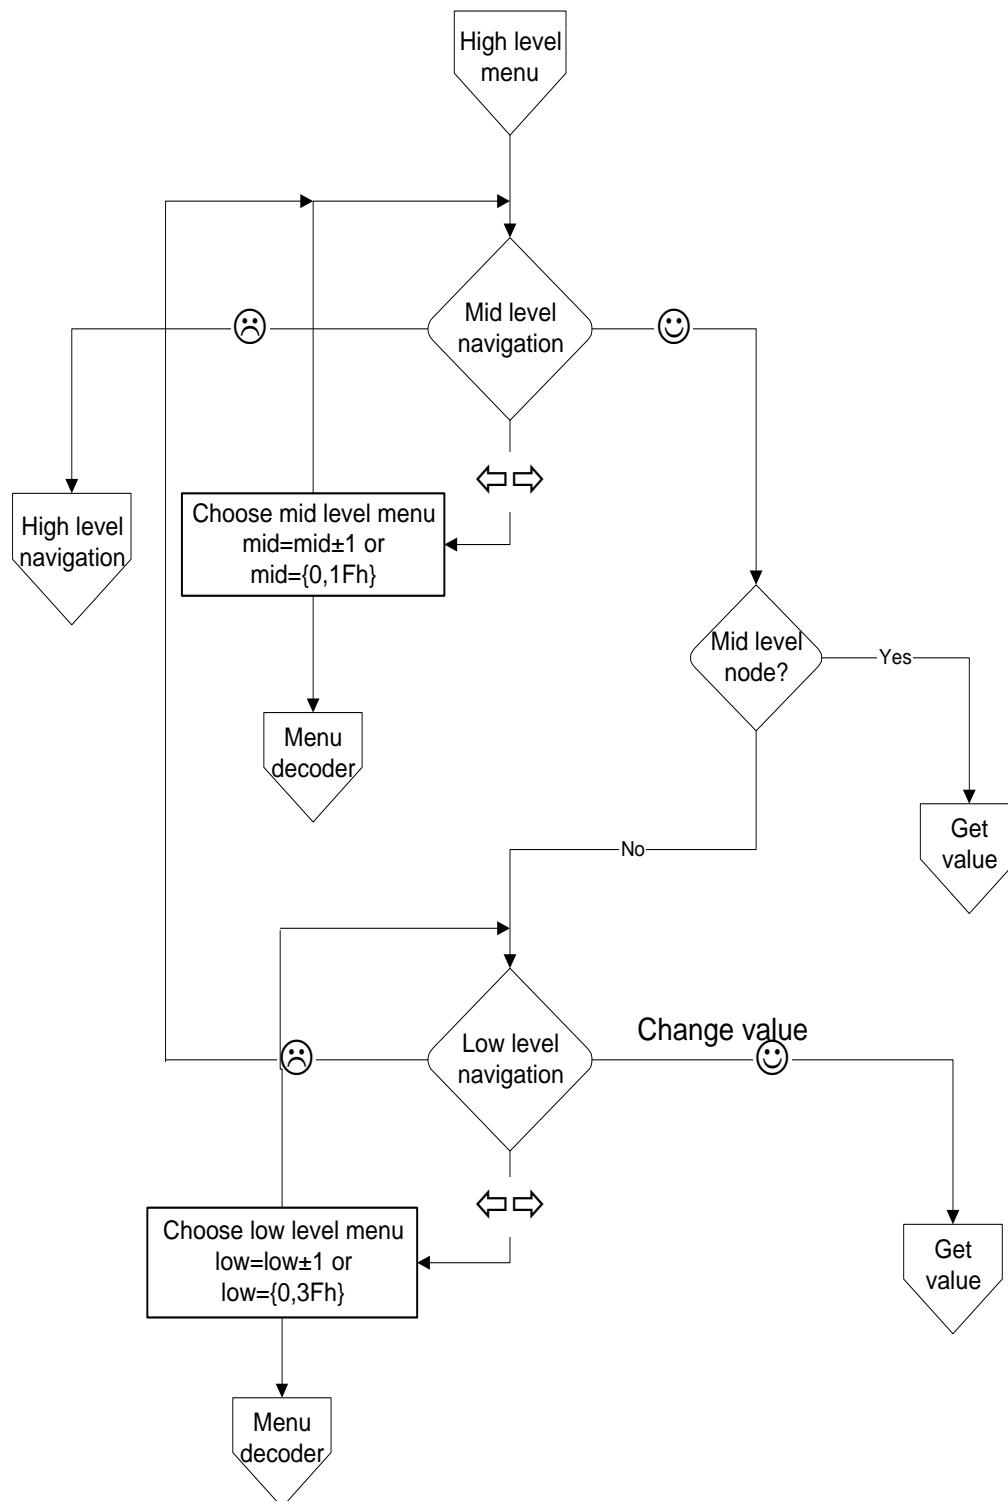 High level
menu
Mid level
navigation
Choose mid level menu
mid=mid±1 or
mid={0,1Fh}
High level
navigation
Mid level
node?
Yes
Menu
decoder
Get
value
No
Change value
Low level
navigation
Choose low level menu
low=low±1 or
low={0,3Fh}
Get
value
Menu
decoder